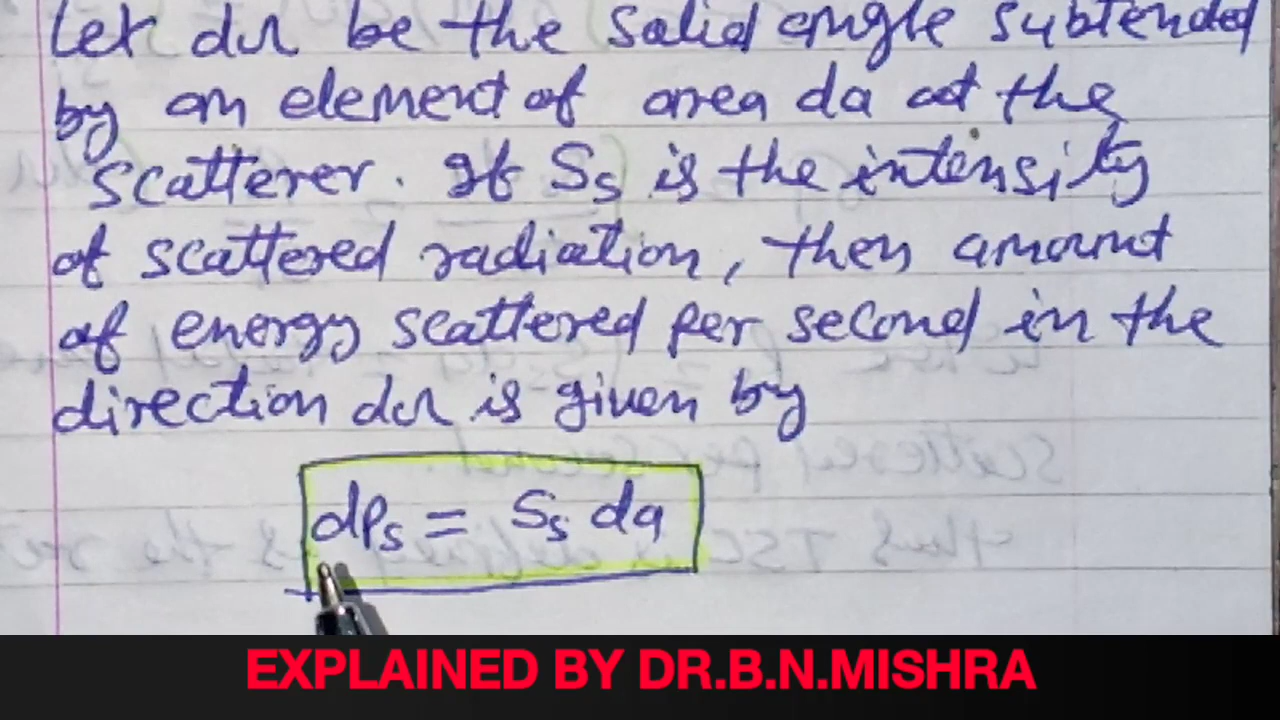 Let dΩ be the solid angle subtended
by an element of area da at the
scatterer. If Ss is the intensity
of scattered radiation, then amount
of energy scattered per second in the
direction dΩ is given by
dPs = Ss da
EXPLAINED BY DR.B.N.MISHRA